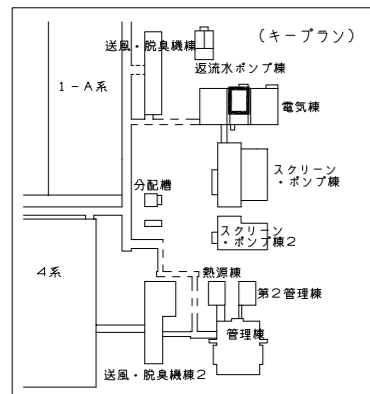 送風・脱臭機棟
（キープラン）
返流水ポンプ棟
1-A系
電気棟
スクリーン
・ポンプ棟
分配槽
スクリーン
・ポンプ棟2
4系
熱源棟
第2管理棟
管理棟
送風・脱臭機棟2